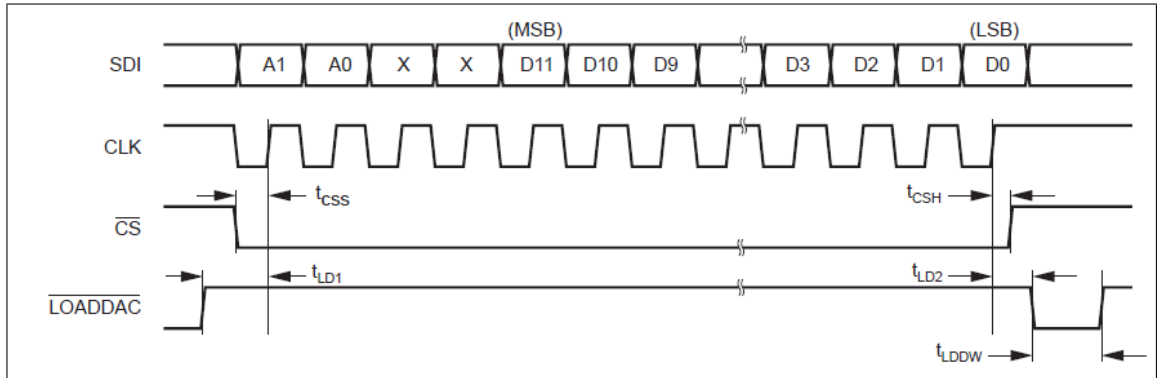 (MSB) (LSB)
SDI A1 A0 X X D11 D10 D9 D3 D2 D1 D0
CLK
tCSS tCSH
CS
tLD1 tLD2
LOADDAC
tLDDW